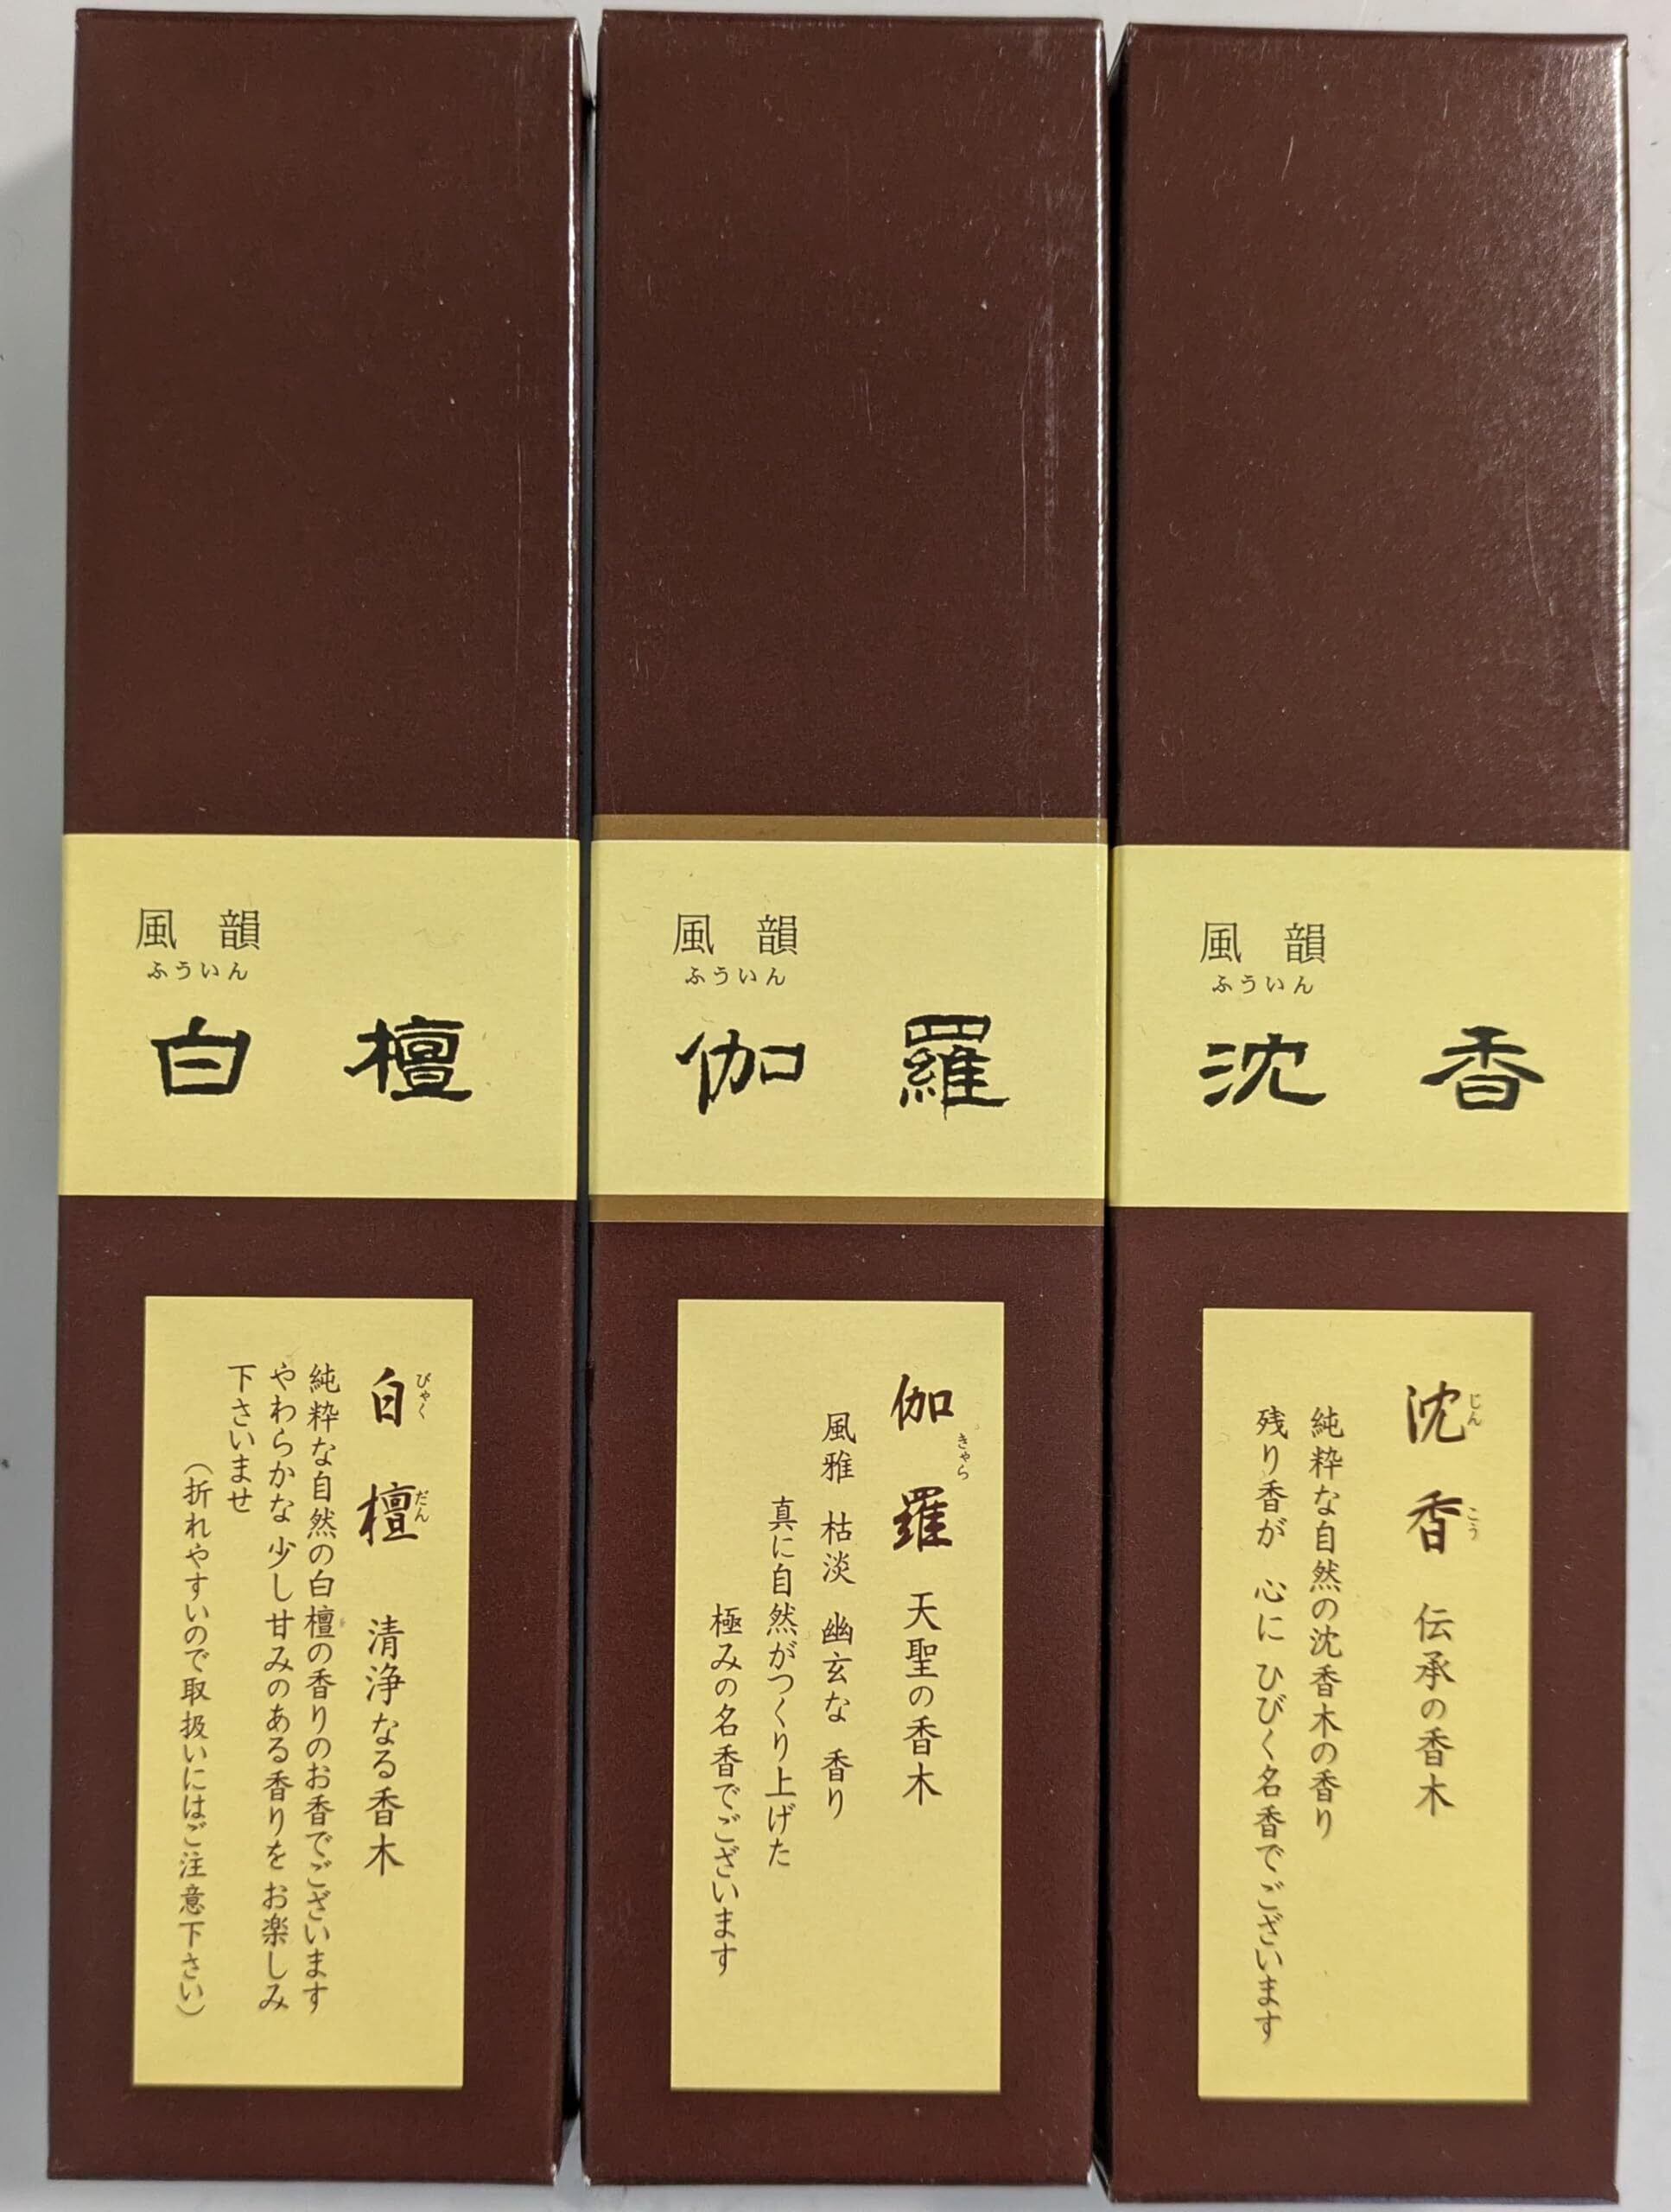 風韻
ふういん
白檀
白檀 清浄なる香木
びゃくだん
純粋な自然の白檀の香りのお香でございます
やわらかな 少し甘みのある香りを お楽しみ
下さいませ
(折れやすいので取扱いにはご注意下さい)
風韻
ふういん
伽羅
伽羅 天聖の香木
きゃら
風雅 枯淡 幽玄な 香り
真に自然がつくり上げた
極みの名香でございます
風韻
ふういん
沈香
沈香 伝承の香木
じんこう
純粋な自然の沈香木の香り
残り香が 心に ひびく名香でございます